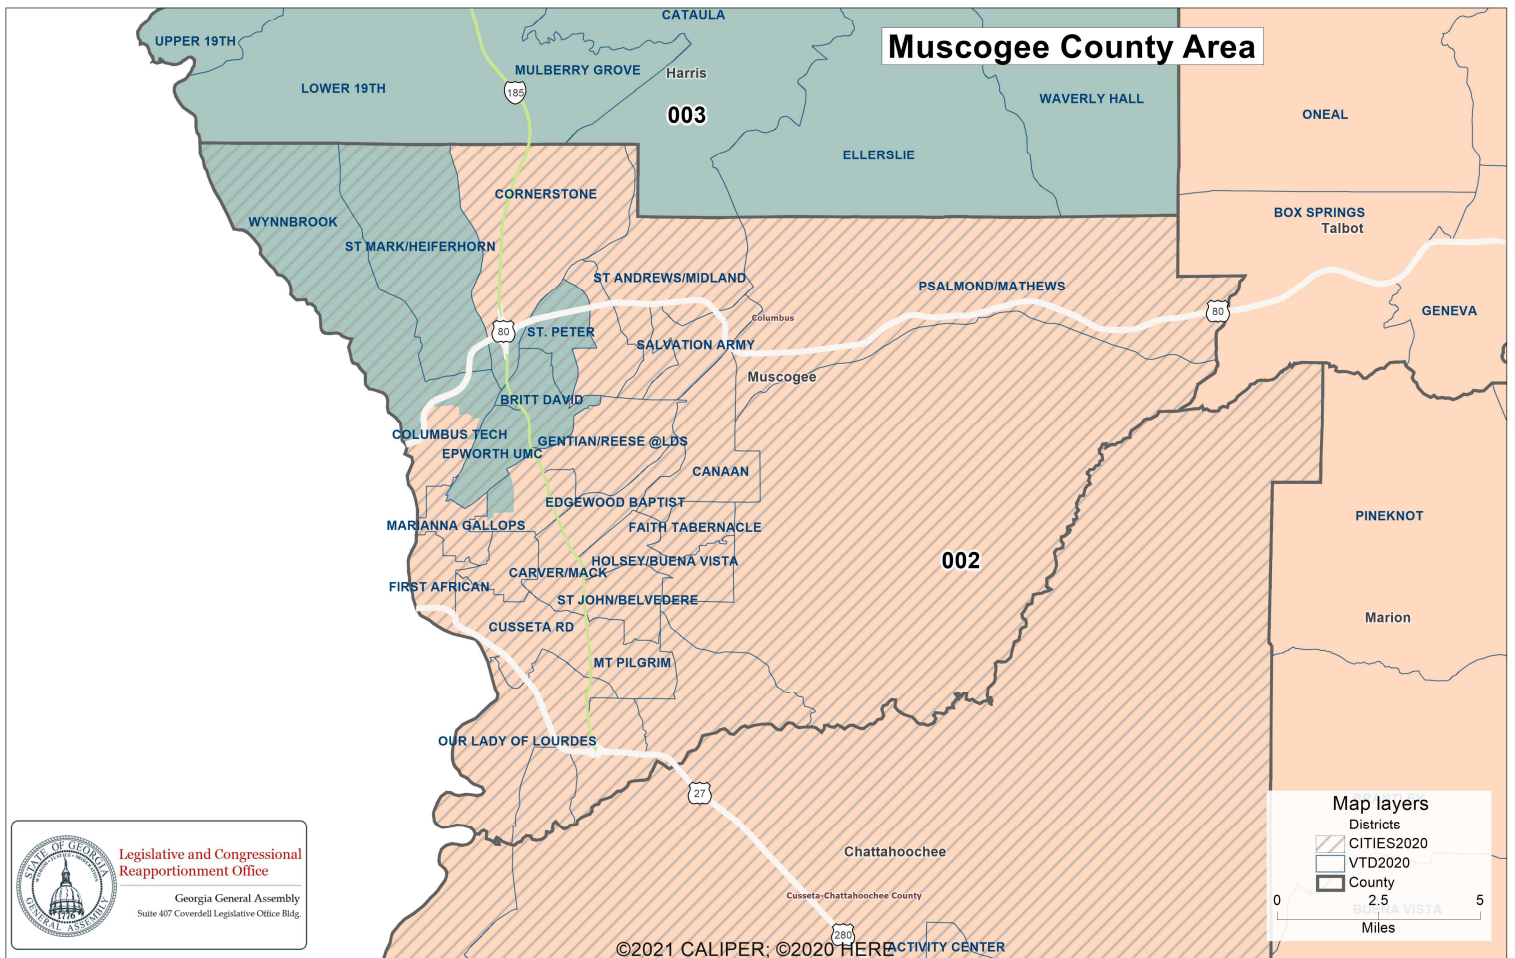 CATAULA
UPPER 19TH
Muscogee County Area
MULBERRY GROVE
Harris
LOWER 19TH
185
WAVERLY HALL
003
ONEAL
ELLERSLIE
CORNERSTONE
WYNNBROOK
BOX SPRINGS
Talbot
ST MARK/HEIFERHORN
ST ANDREWS/MIDLAND
PSALMOND/MATHEWS
80
GENEVA
Columbus
80
ST. PETER
SALVATION ARMY
Muscogee
BRITT DAVID
COLUMBUS TECH
GENTIAN/REESE @LDS
EPWORTH UMC
CANAAN
EDGEWOOD BAPTIST
PINEKNOT
MARIANNA GALLOPS
FAITH TABERNACLE
HOLSEY/BUENA VISTA
002
CARVER/MACK
FIRST AFRICAN
ST JOHN/BELVEDERE
Marion
CUSSETA RD
MT PILGRIM
OUR LADY OF LOURDES
27
Map layers
Districts
CITIES2020
VTD2020
County
0 2.5 5
BUENA VISTA
Miles
Chattahoochee
Cusseta-Chattahoochee County
280
ACTIVITY CENTER
©2021 CALIPER; ©2020 HERE
STATE OF GEORGIA
GENERAL ASSEMBLY
1776
Legislative and Congressional
Reapportionment Office
Georgia General Assembly
Suite 407 Coverdell Legislative Office Bldg.